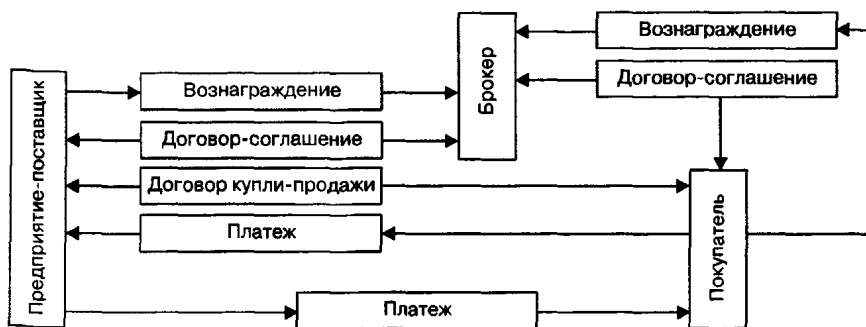 Вознаграждение
Договор-соглашение
Брокер
Предприятие-поставщик
Вознаграждение
Договор-соглашение
Договор купли-продажи
Платеж
Покупатель
Платеж